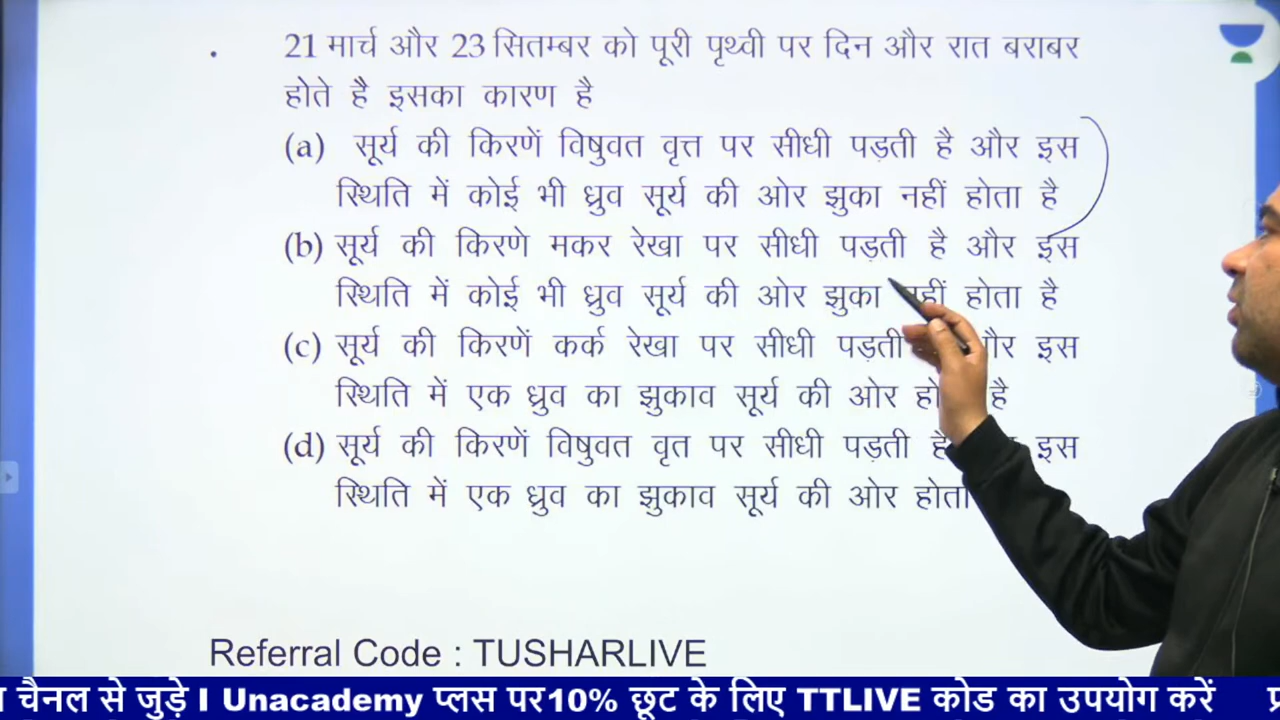 21 मार्च और 23 सितम्बर को पूरी पृथ्वी पर दिन और रात बराबर
होते है इसका कारण है
(a) सूर्य की किरणें विषुवत वृत्त पर सीधी पड़ती है और इस
स्थिति में कोई भी ध्रुव सूर्य की ओर झुका नहीं होता है
(b) सूर्य की किरणे मकर रेखा पर सीधी पड़ती है और इस
स्थिति में कोई भी ध्रुव सूर्य की ओर झुका नहीं होता है
(c) सूर्य की किरणें कर्क रेखा पर सीधी पड़ती और इस
स्थिति में एक ध्रुव का झुकाव सूर्य की ओर है
(d) सूर्य की किरणें विषुवत वृत पर सीधी पड़ती इस
स्थिति में एक ध्रुव का झुकाव सूर्य की ओर होता
Referral Code : TUSHARLIVE
चैनल से जुड़े I Unacademy प्लस पर10% छूट के लिए TTLIVE कोड का उपयोग करें